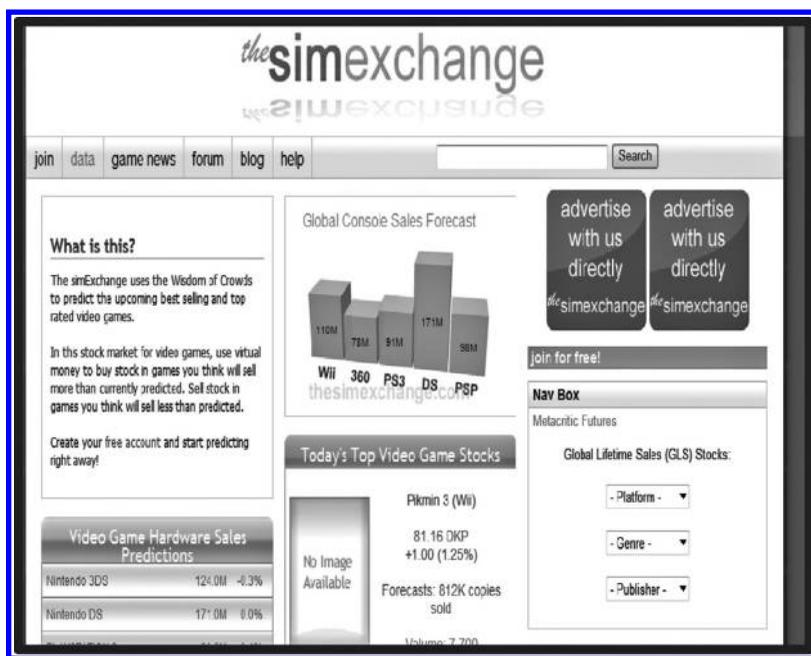 thesimexchange
join data game news forum blog help
Search
What is this?
The simExchange uses the Wisdom of Crowds
to predict the upcoming best selling and top
rated video games.
In this stock market for video games, use virtual
money to buy stock in games you think will sell
more than currently predicted. Sell stock in
games you think will sell less than predicted.
Create your free account and start predicting
right away!
Video Game Hardware Sales
Predictions
Nintendo 3DS 124.0M -0.3%
Nintendo DS 171.0M 0.0%
Global Console Sales Forecast
110M 78M 91M 171M 98M
Wii 360 PS3 DS PSP
thesimexchange.com
Today's Top Video Game Stocks
No Image
Available
Pikmin 3 (Wii)
81.16 DKP
+1.00 (1.25%)
Forecasts: 812K copies
sold
Volume: 7,700
advertise
with us
directly
thesimexchange
advertise
with us
directly
thesimexchange
join for free!
Nav Box
Metacritic Futures
Global Lifetime Sales (GLS) Stocks:
- Platform -
- Genre -
- Publisher -